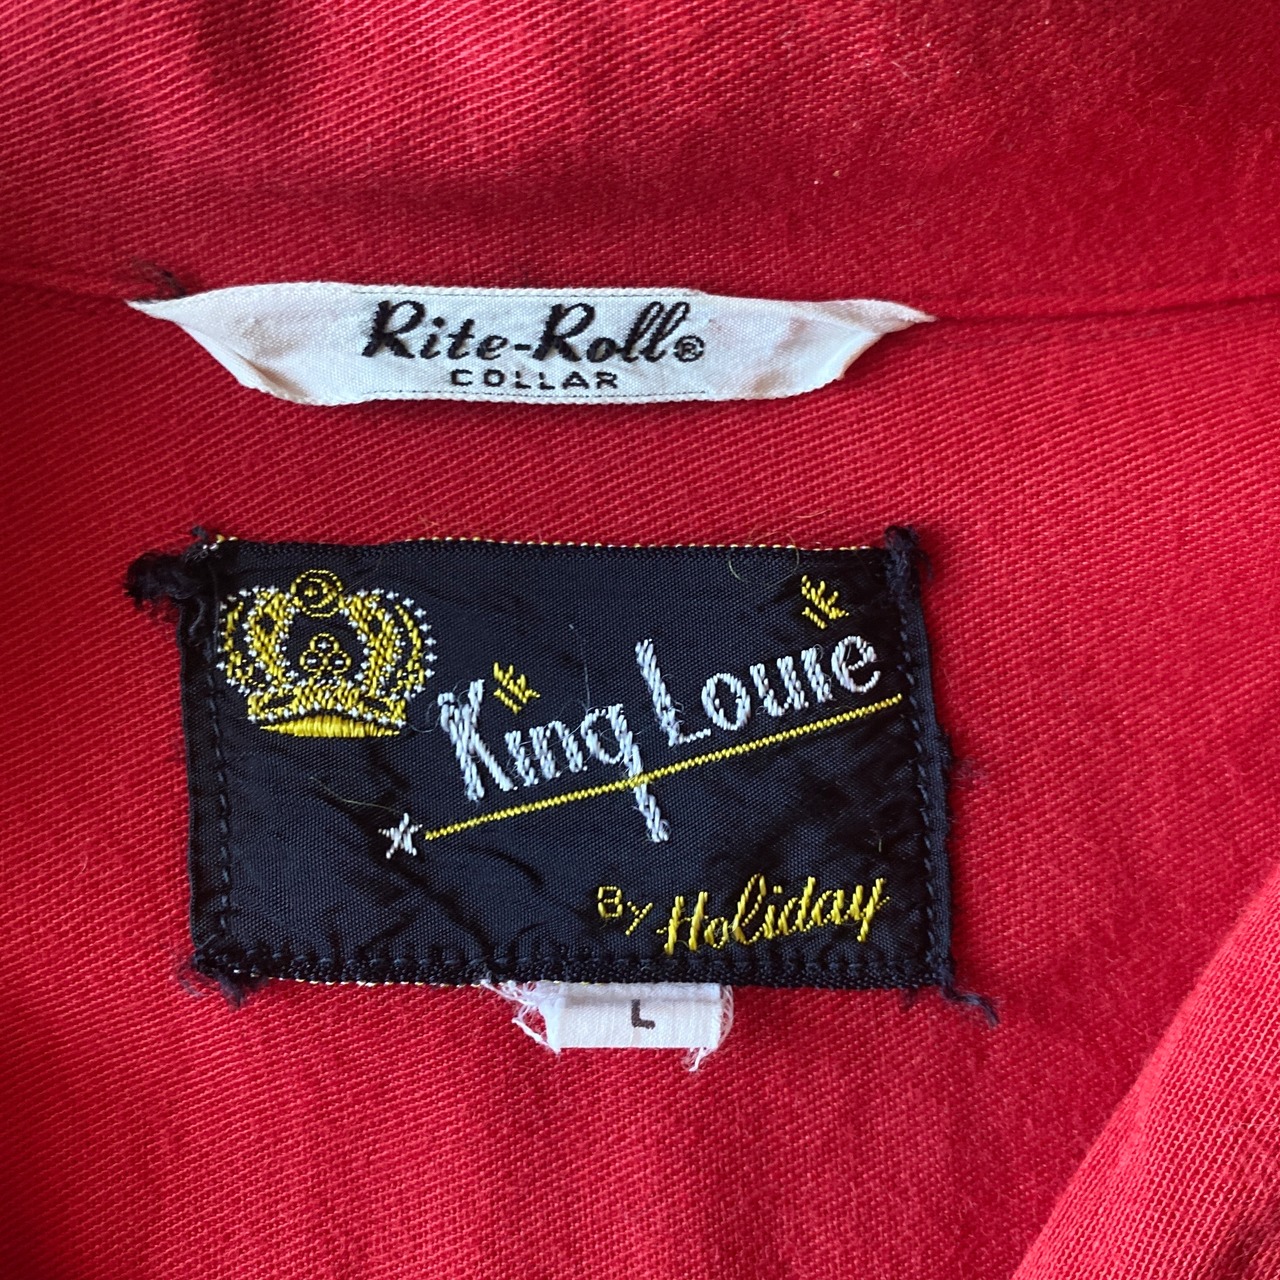 Rite-Roll®
COLLAR
King Louie
By Holiday
L